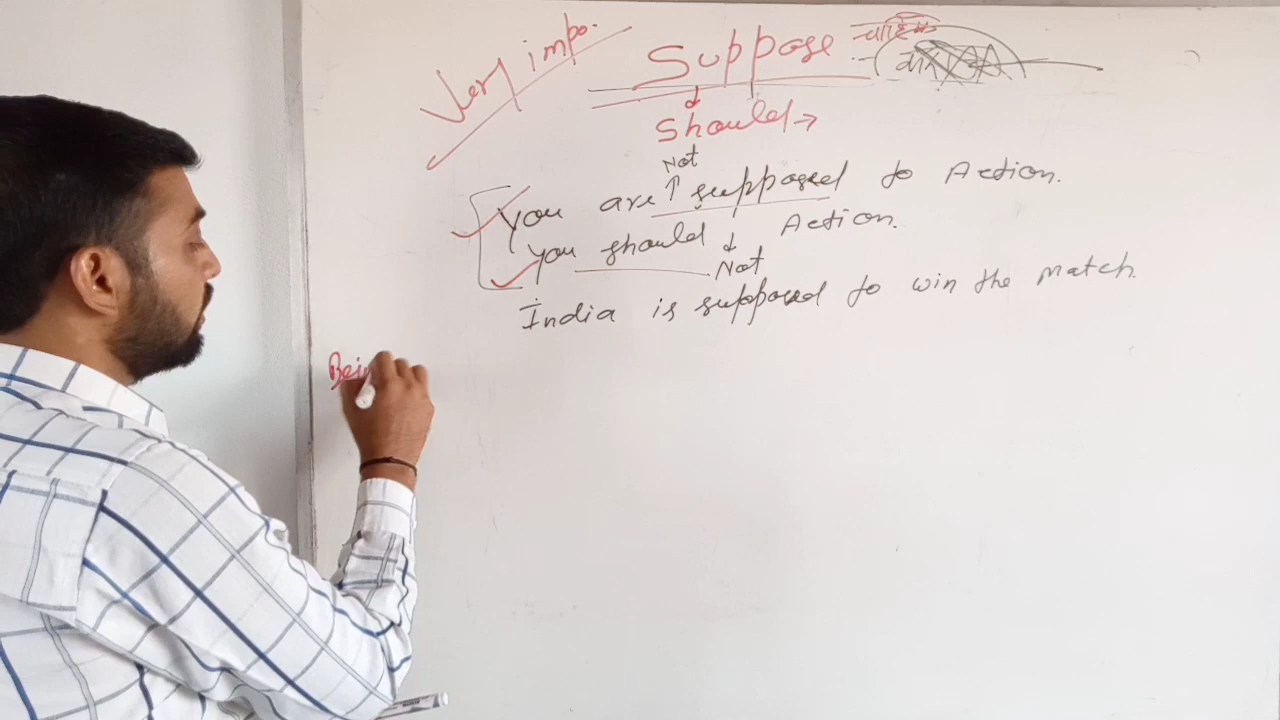 Very impo.
Suppose
Should →
Not
You are ↑ supposed to Action.
You should ↓ Action.
Not
India is supposed to win the match.
Bei